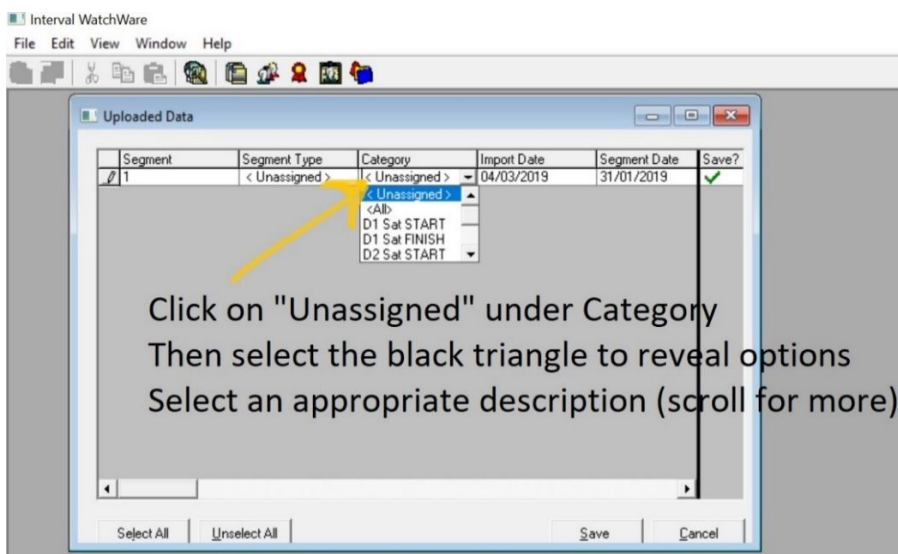 Interval WatchWare
File Edit View Window Help
Uploaded Data
Segment Segment Type Category Import Date Segment Date Save?
1 < Unassigned > < Unassigned > 04/03/2019 31/01/2019
< Unassigned >
<All>
D1 Sat START
D1 Sat FINISH
D2 Sat START
Click on "Unassigned" under Category
Then select the black triangle to reveal options
Select an appropriate description (scroll for more)
Select All Unselect All Save Cancel